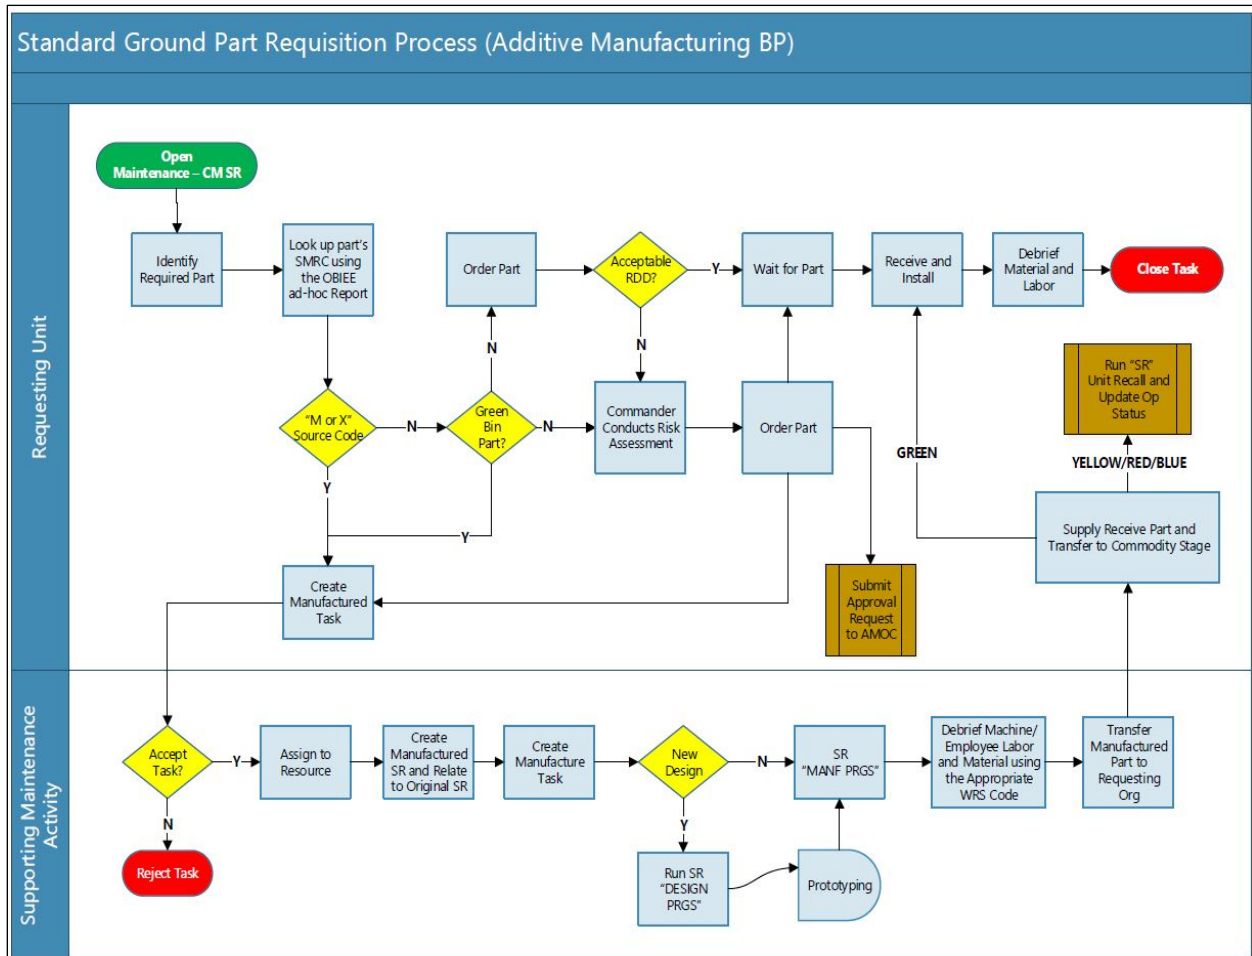 Standard Ground Part Requisition Process (Additive Manufacturing BP)
Requesting Unit
Open
Maintenance – CM SR
Identify
Required Part
Look up part's
SMRC using
the OBIEE
ad-hoc Report
Order Part
Acceptable
RDD?
Y
Wait for Part
Receive and
Install
Debrief
Material and
Labor
Close Task
N
N
"M or X"
Source Code
N
Green
Bin
Part?
N
Commander
Conducts Risk
Assessment
Order Part
Run "SR"
Unit Recall and
Update Op
Status
GREEN
YELLOW/RED/BLUE
Y
Y
Supply Receive Part and
Transfer to Commodity Stage
Create
Manufactured
Task
Submit
Approval
Request
to AMOC
Supporting Maintenance
Activity
Accept
Task?
Y
Assign to
Resource
Create
Manufactured
SR and Relate
to Original SR
Create
Manufacture
Task
New
Design
N
SR
"MANF PRGS"
Debrief Machine/
Employee Labor
and Material using
the Appropriate
WRS Code
Transfer
Manufactured
Part to
Requesting
Org
N
Y
Reject Task
Run SR
"DESIGN
PRGS"
Prototyping